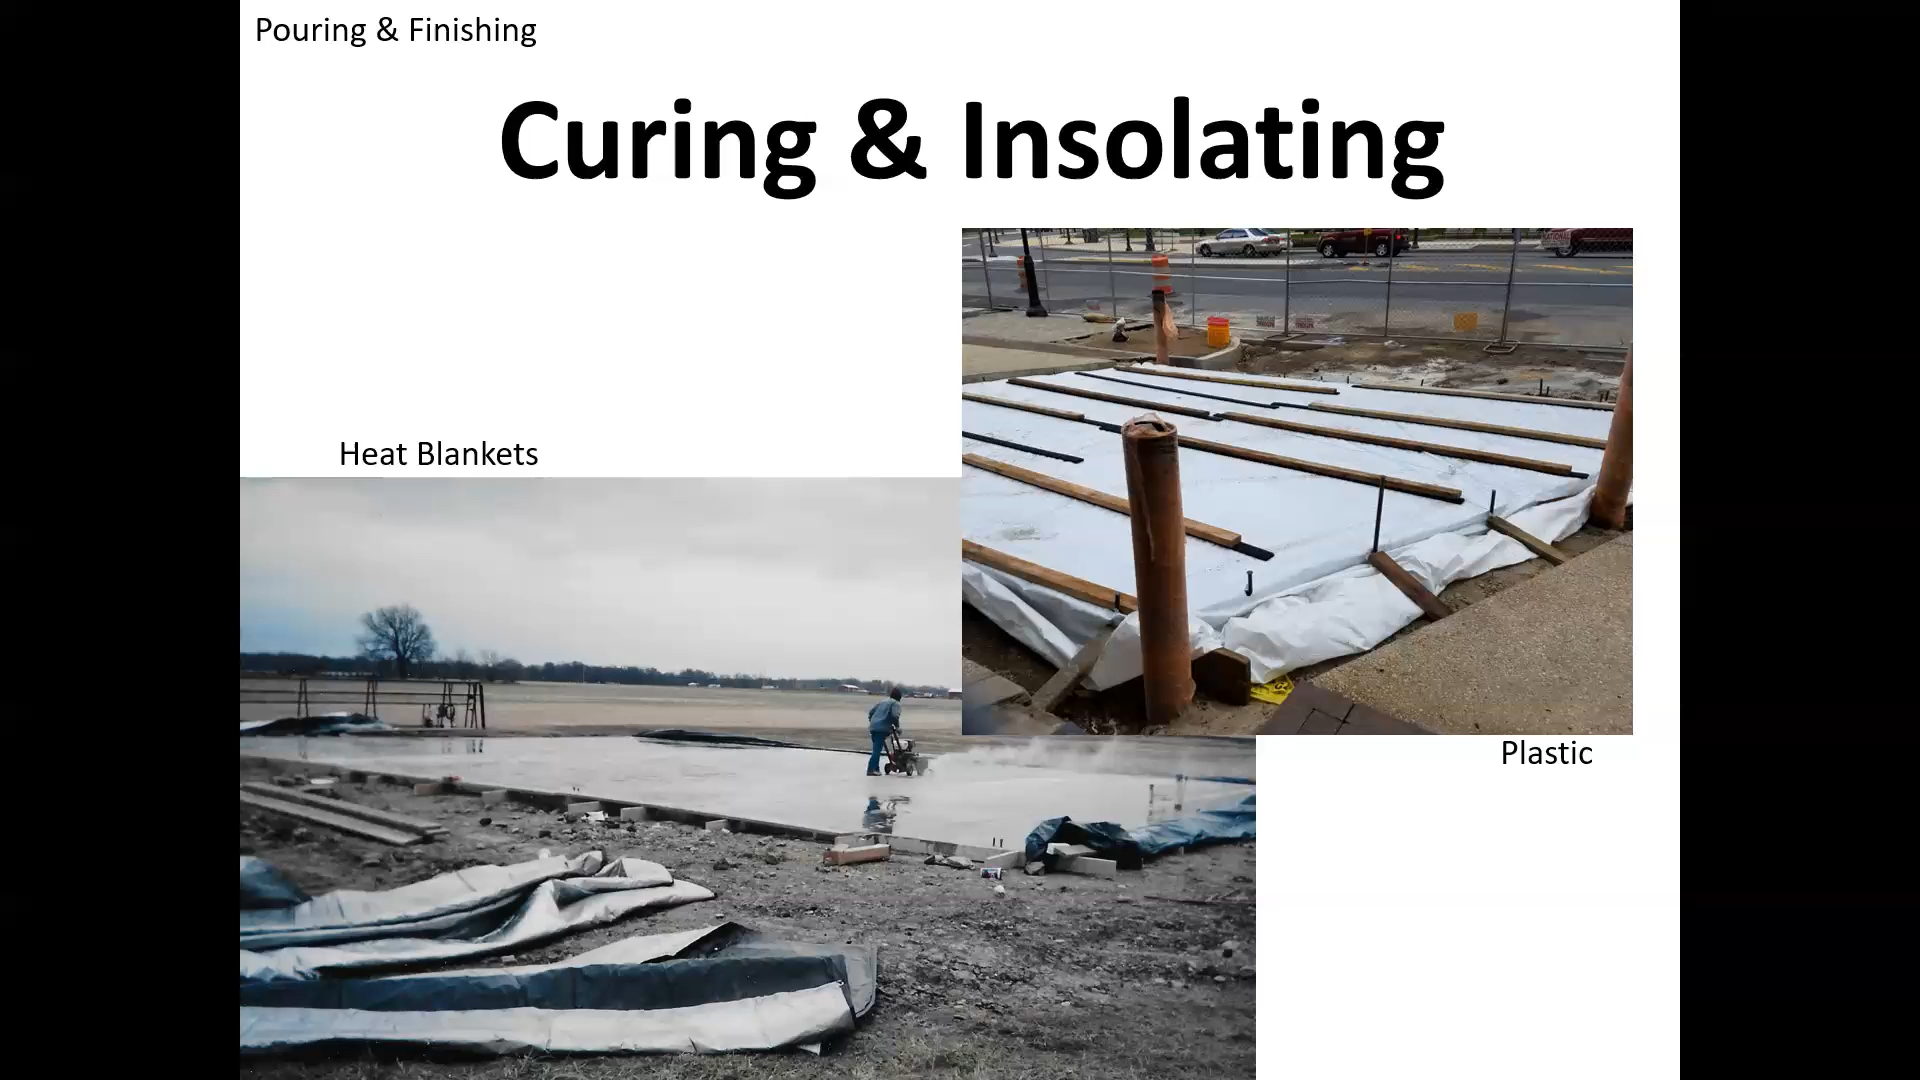 Pouring & Finishing
Curing & Insolating
Heat Blankets
Plastic